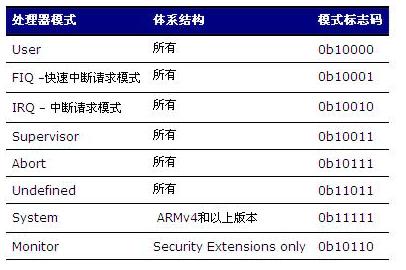 处理器模式 体系结构 模式标志码
User 所有 0b10000
FIQ –快速中断请求模式 所有 0b10001
IRQ – 中断请求模式 所有 0b10010
Supervisor 所有 0b10011
Abort 所有 0b10111
Undefined 所有 0b11011
System ARMv4和以上版本 0b11111
Monitor Security Extensions only 0b10110